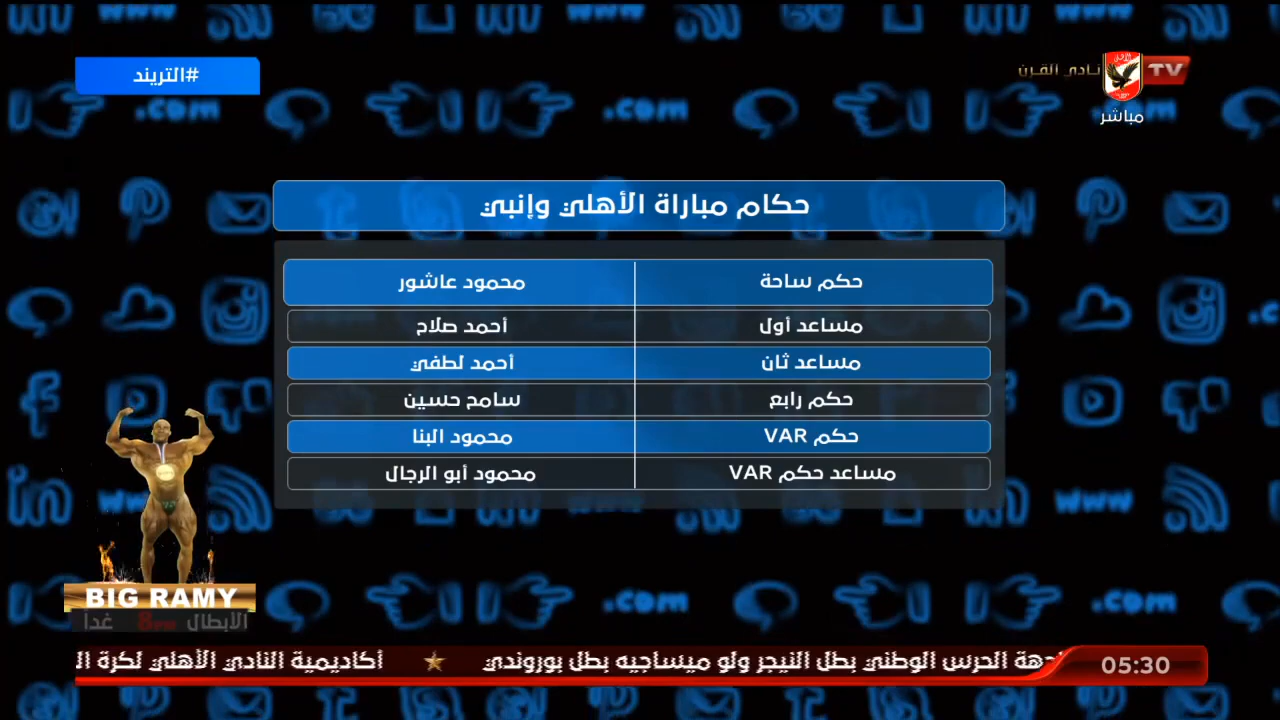 #التريند
نادي القرن TV
مباشر
حكام مباراة الأهلي وإنبي
حكم ساحة محمود عاشور
مساعد أول أحمد صلاح
مساعد ثان أحمد لطفي
حكم رابع سامح حسين
حكم VAR محمود البنا
مساعد حكم VAR محمود أبو الرجال
BIG RAMY
الأبطال 8PM غدا
الحرس الوطني بطل النيجر ولو ميساجيه بطل بوروندي ★ أكاديمية النادي الأهلي لكرة
05:30